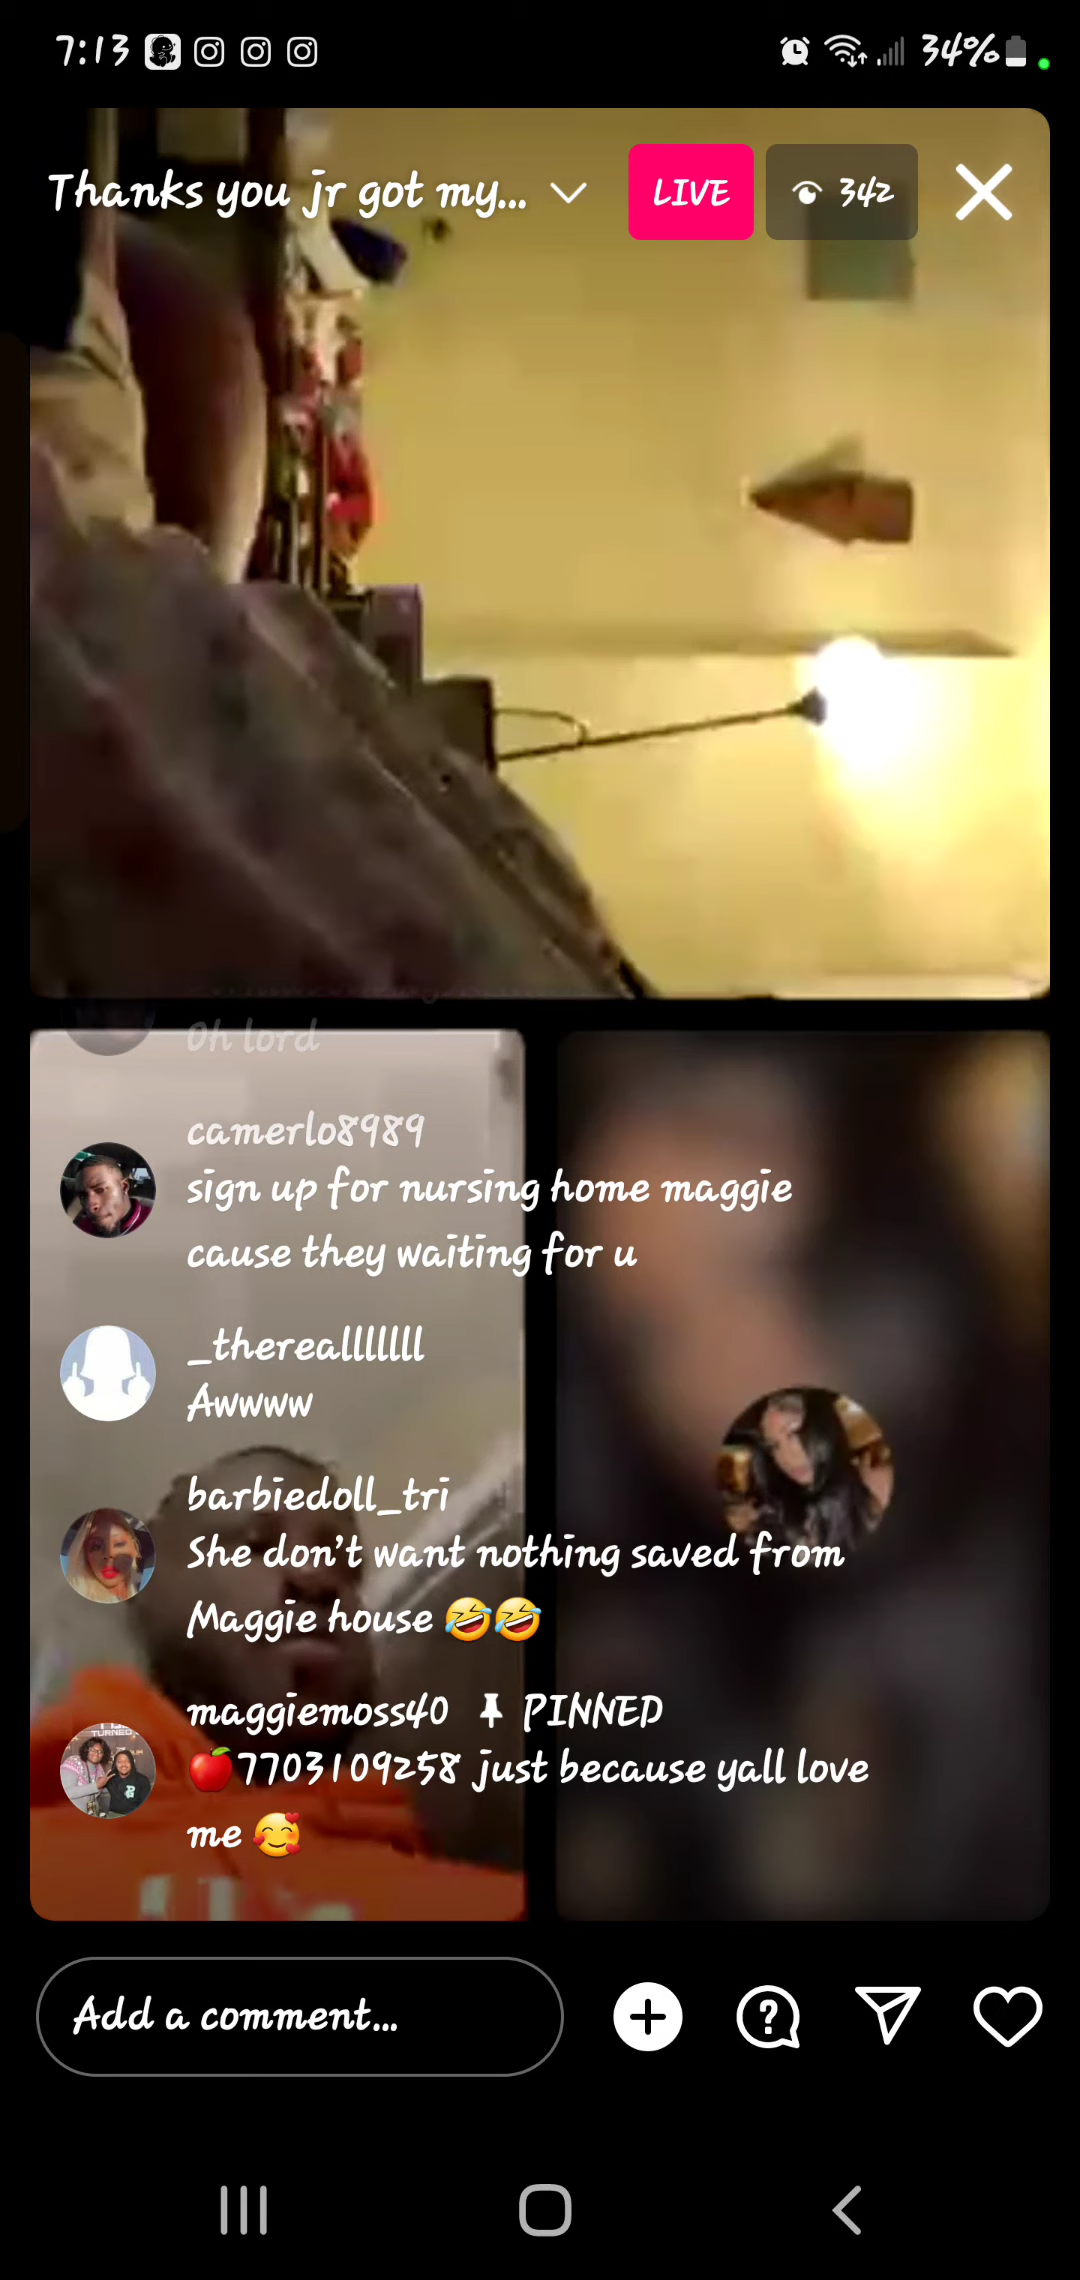 7:13
34%
Thanks you jr got my...
LIVE
342
Oh lord
camerlo8989
sign up for nursing home maggie
cause they waiting for u
_thereallllllll
Awwww
barbiedoll_tri
She don't want nothing saved from
Maggie house 🤣🤣
maggiemoss40 📌 PINNED
🍎7703109258 just because yall love
me 🥰
TURNED
Add a comment...